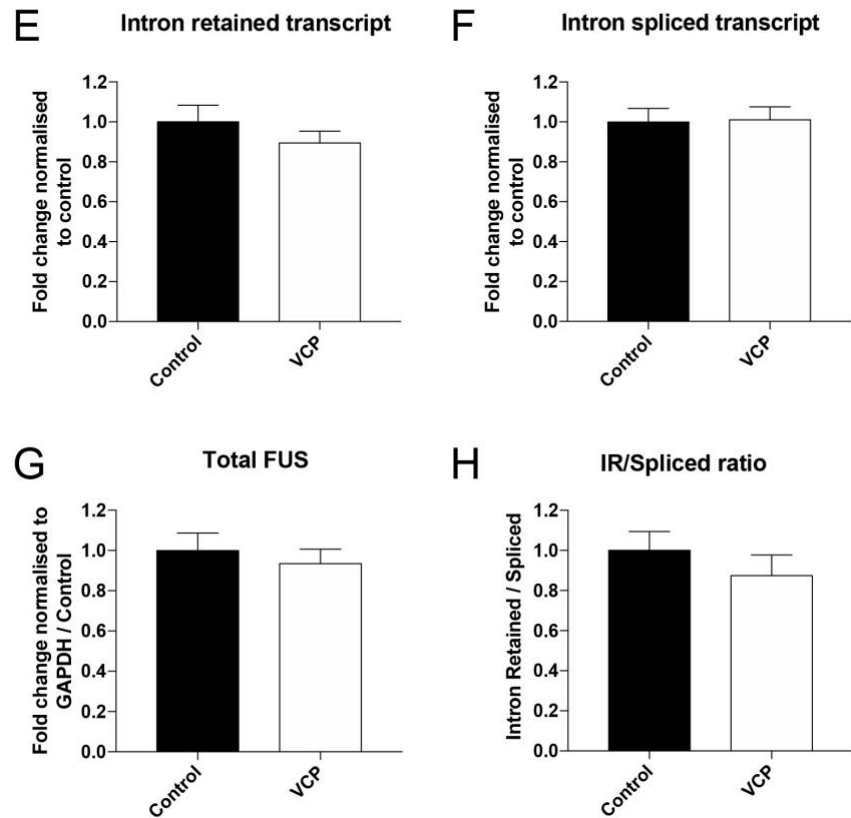 E
Intron retained transcript
Fold change normalised
to control
1.2
1.0
0.8
0.6
0.4
0.2
0.0
Control
VCP
F
Intron spliced transcript
Fold change normalised
to control
1.2
1.0
0.8
0.6
0.4
0.2
0.0
Control
VCP
G
Total FUS
Fold change normalised to
GAPDH / Control
1.2
1.0
0.8
0.6
0.4
0.2
0.0
Control
VCP
H
IR/Spliced ratio
Intron Retained / Spliced
1.2
1.0
0.8
0.6
0.4
0.2
0.0
Control
VCP